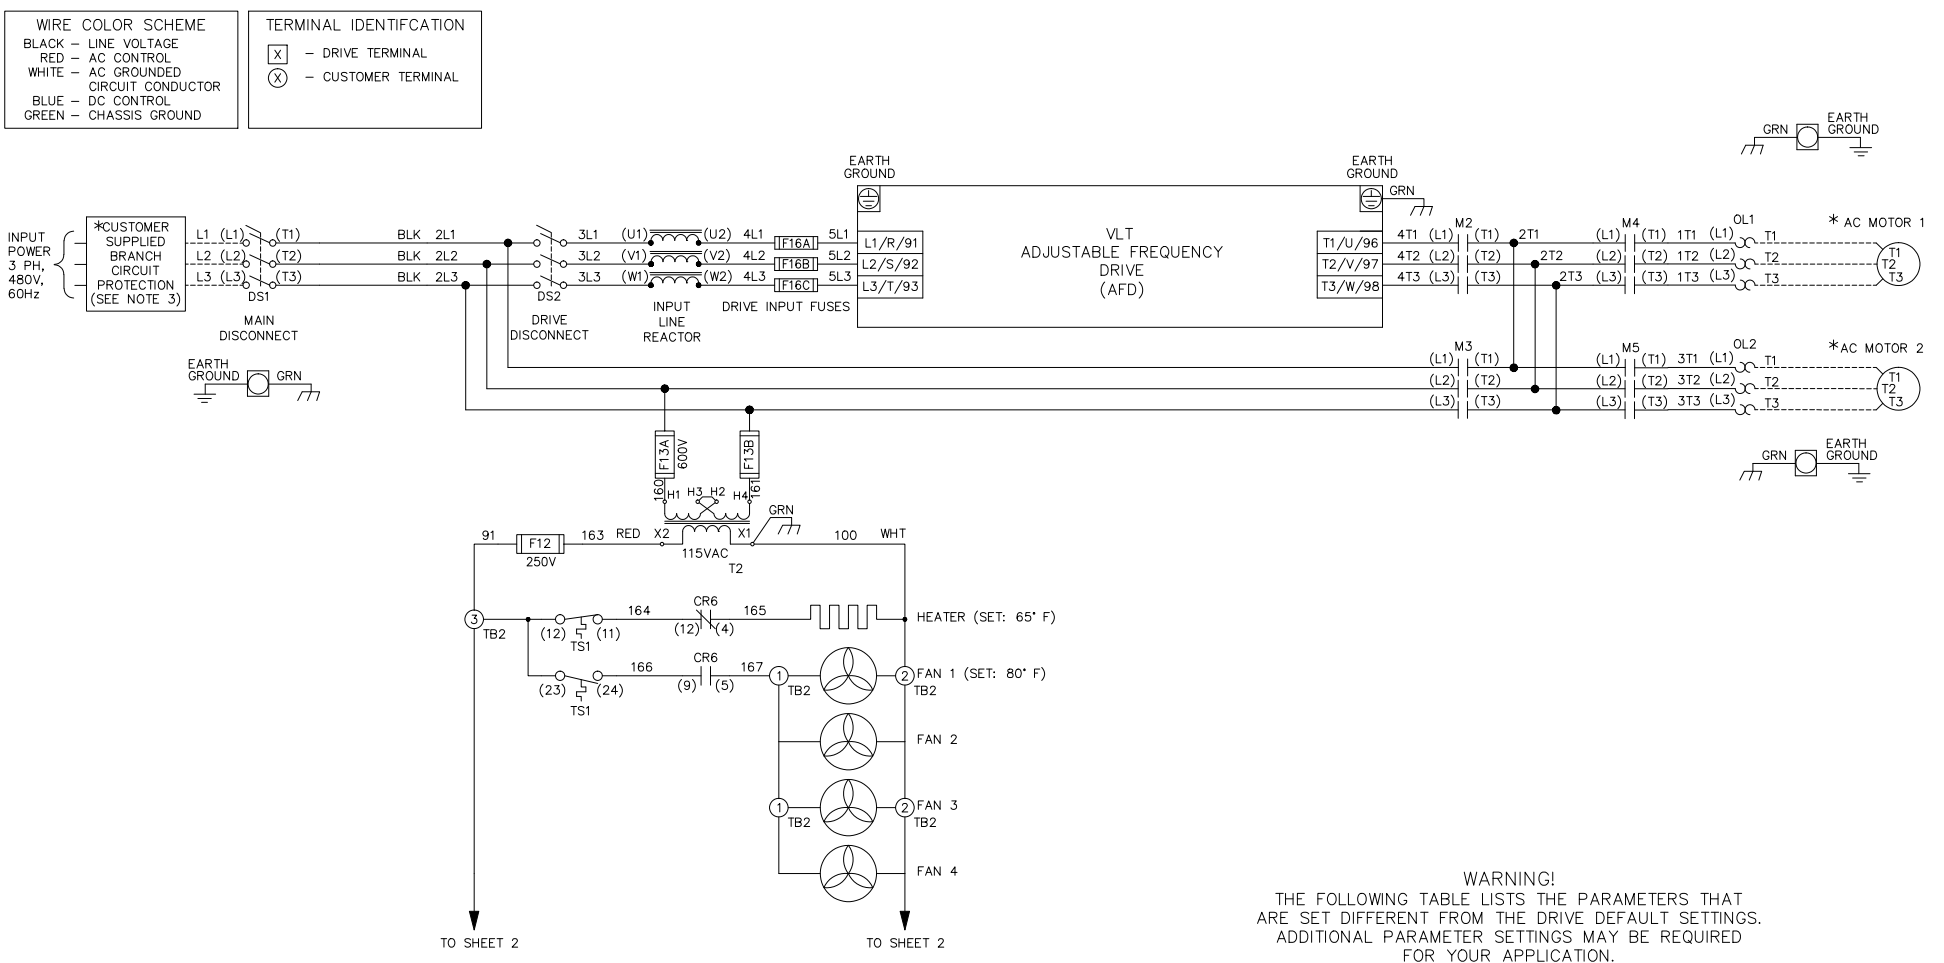 WIRE COLOR SCHEME
BLACK – LINE VOLTAGE
RED – AC CONTROL
WHITE – AC GROUNDED
CIRCUIT CONDUCTOR
BLUE – DC CONTROL
GREEN – CHASSIS GROUND
TERMINAL IDENTIFCATION
X – DRIVE TERMINAL
X – CUSTOMER TERMINAL
GRN
EARTH
GROUND
INPUT
POWER
3 PH,
480V,
60Hz
*CUSTOMER
SUPPLIED
BRANCH
CIRCUIT
PROTECTION
(SEE NOTE 3)
L1 (L1) (T1) BLK 2L1 3L1 (U1) (U2) 4L1 F16A 5L1
L2 (L2) (T2) BLK 2L2 3L2 (V1) (V2) 4L2 F16B 5L2
L3 (L3) (T3) BLK 2L3 3L3 (W1) (W2) 4L3 F16C 5L3
DS1
MAIN
DISCONNECT
DS2
DRIVE
DISCONNECT
INPUT
LINE
REACTOR
DRIVE INPUT FUSES
EARTH
GROUND
L1/R/91
L2/S/92
L3/T/93
VLT
ADJUSTABLE FREQUENCY
DRIVE
(AFD)
EARTH
GROUND
GRN
T1/U/96
T2/V/97
T3/W/98
M2 M4 OL1
4T1 (L1) (T1) 2T1 (L1) (T1) 1T1 (L1) T1
4T2 (L2) (T2) 2T2 (L2) (T2) 1T2 (L2) T2
4T3 (L3) (T3) 2T3 (L3) (T3) 1T3 (L3) T3
* AC MOTOR 1
T1
T2
T3
EARTH
GROUND
GRN
M3 M5 OL2
(L1) (T1) (L1) (T1) 3T1 (L1) T1
(L2) (T2) (L2) (T2) 3T2 (L2) T2
(L3) (T3) (L3) (T3) 3T3 (L3) T3
*AC MOTOR 2
T1
T2
T3
GRN
EARTH
GROUND
F13A
600V
F13B
160
161
H1 H3 H2 H4
GRN
91 F12 163 RED X2 X1 100 WHT
250V
115VAC
T2
3
TB2
(12) (11)
TS1
164
CR6
(12) (4)
165
HEATER (SET: 65° F)
(23) (24)
TS1
166
CR6
(9) (5)
167
1
TB2
2
TB2
FAN 1 (SET: 80° F)
FAN 2
1
TB2
2
TB2
FAN 3
FAN 4
TO SHEET 2
TO SHEET 2
WARNING!
THE FOLLOWING TABLE LISTS THE PARAMETERS THAT
ARE SET DIFFERENT FROM THE DRIVE DEFAULT SETTINGS.
ADDITIONAL PARAMETER SETTINGS MAY BE REQUIRED
FOR YOUR APPLICATION.